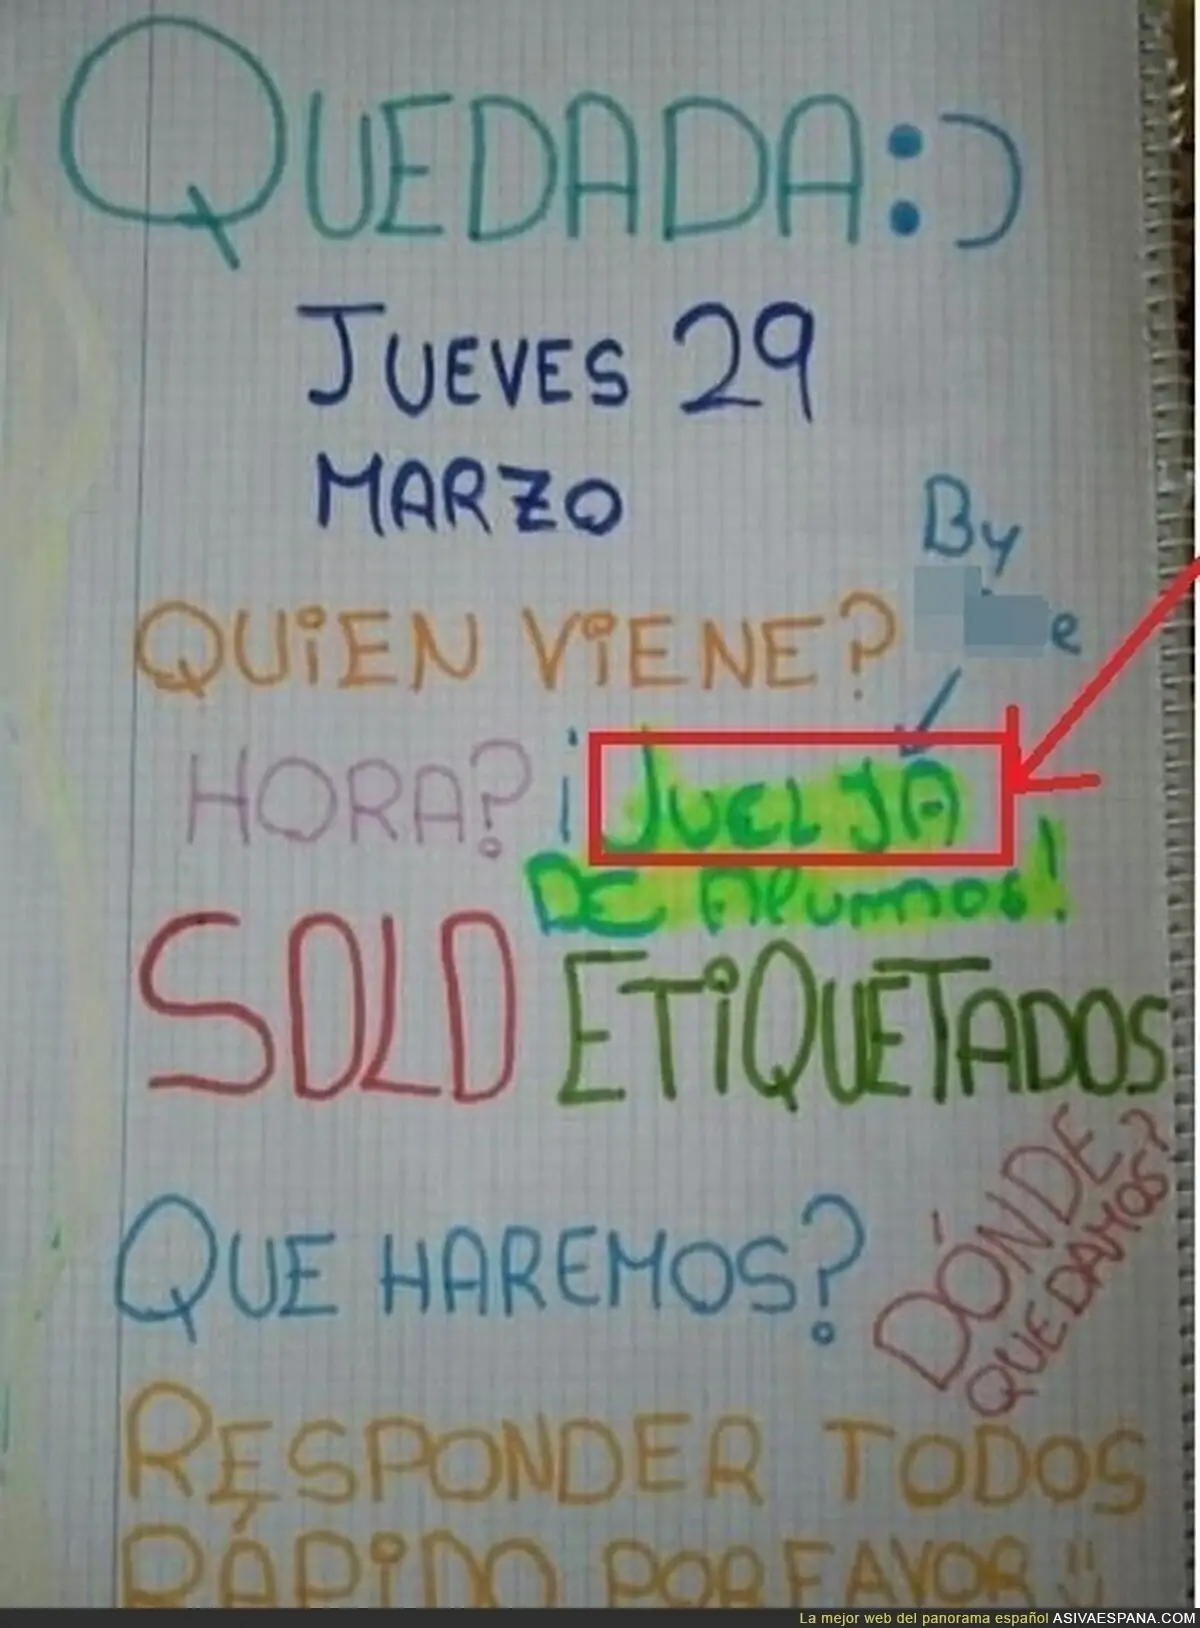 QUEDADA :)
JUEVES 29
MARZO
By
e
QUiEN ViENE?
HORA? ¡JUELJA
DE Alumnos!
SOLO ETiQUETADOS
DÓNDE
QUEDAMOS?
QUE HAREMOS?
RESPONDER TODOS
RÁPiDO POR FAVOR :)
La mejor web del panorama español ASIVAESPANA.COM